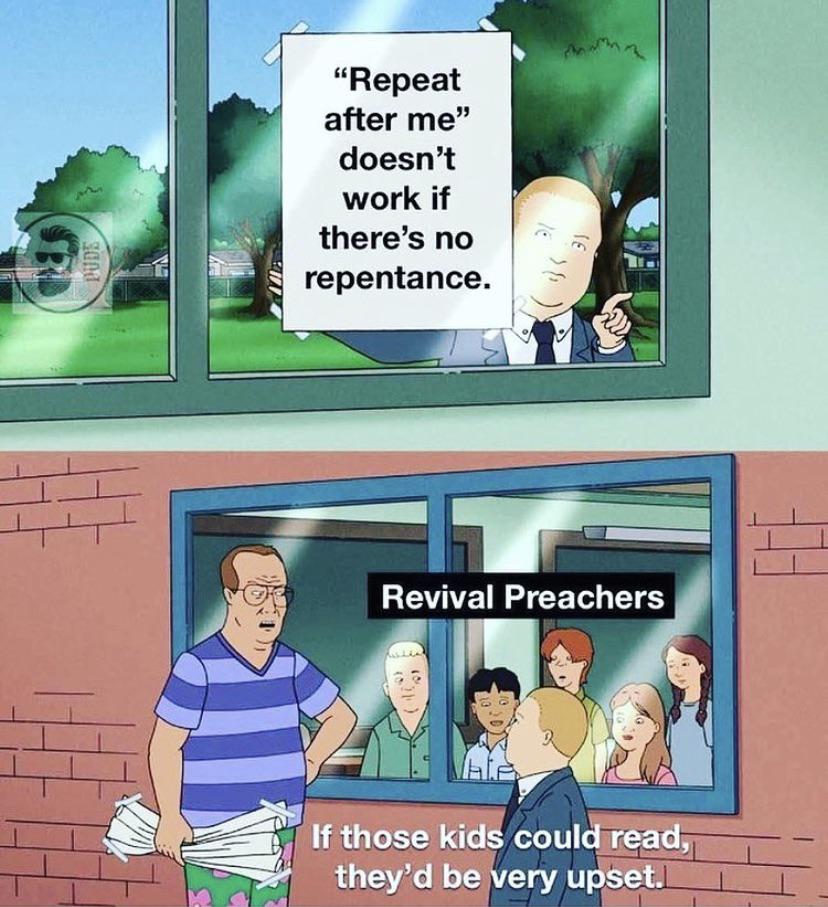 “Repeat
after me”
doesn’t
work if
there’s no
repentance.
DUDE
Revival Preachers
If those kids could read,
they’d be very upset.